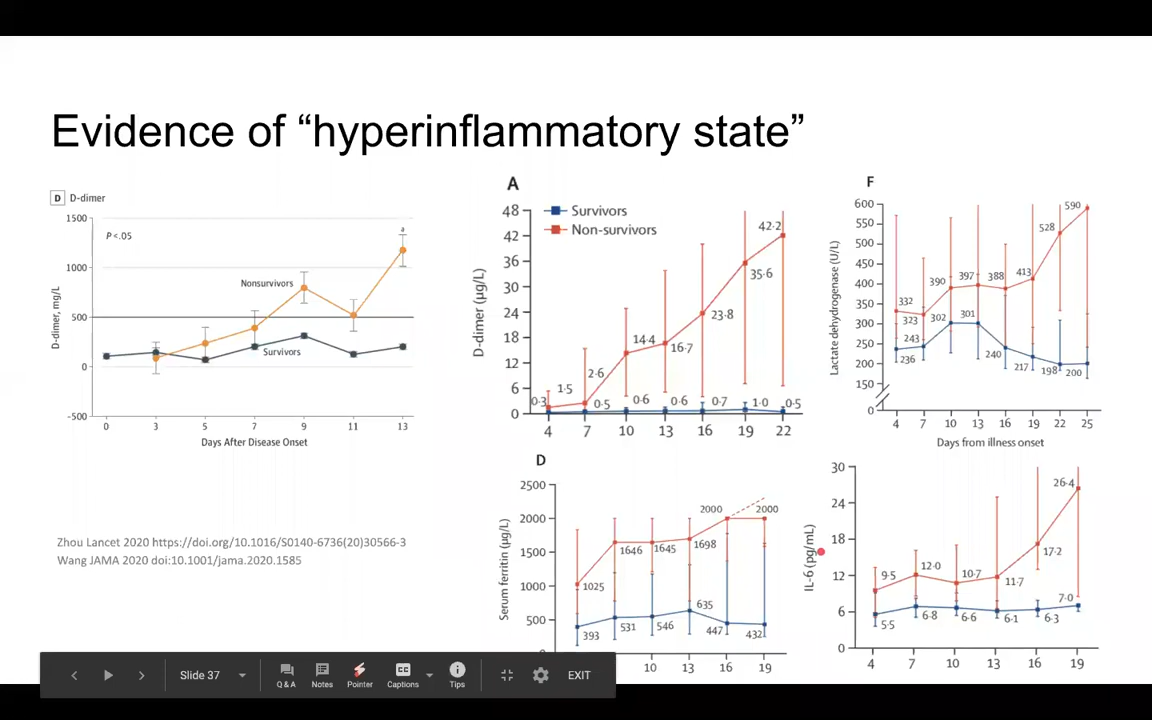 Evidence of “hyperinflammatory state”
D D-dimer
1500
1000
500
0
-500
D-dimer, mg/L
P<.05
a
Nonsurvivors
Survivors
0 3 5 7 9 11 13
Days After Disease Onset
A
Survivors
Non-survivors
48
42
36
30
24
18
12
6
0
D-dimer (μg/L)
0·3 1·5 2·6 14·4 16·7 23·8 35·6 42·2
0·5 0·6 0·6 0·7 1·0 0·5
4 7 10 13 16 19 22
F
600
550
500
450
400
350
300
250
200
150
0
Lactate dehydrogenase (U/L)
332 323 390 397 388 413 528 590
236 243 302 301 240 217 198 200
4 7 10 13 16 19 22 25
Days from illness onset
D
2500
2000
1500
1000
500
Serum ferritin (μg/L)
1025 1646 1645 1698 2000 2000
393 531 546 635 447 432
10 13 16 19
30
24
18
12
6
0
IL-6 (pg/mL)
9·5 12·0 10·7 11·7 17·2 26·4
5·5 6·8 6·6 6·1 6·3 7·0
4 7 10 13 16 19
Zhou Lancet 2020 https://doi.org/10.1016/S0140-6736(20)30566-3
Wang JAMA 2020 doi:10.1001/jama.2020.1585
Slide 37
Q & A
Notes
Pointer
CC
Captions
Tips
EXIT